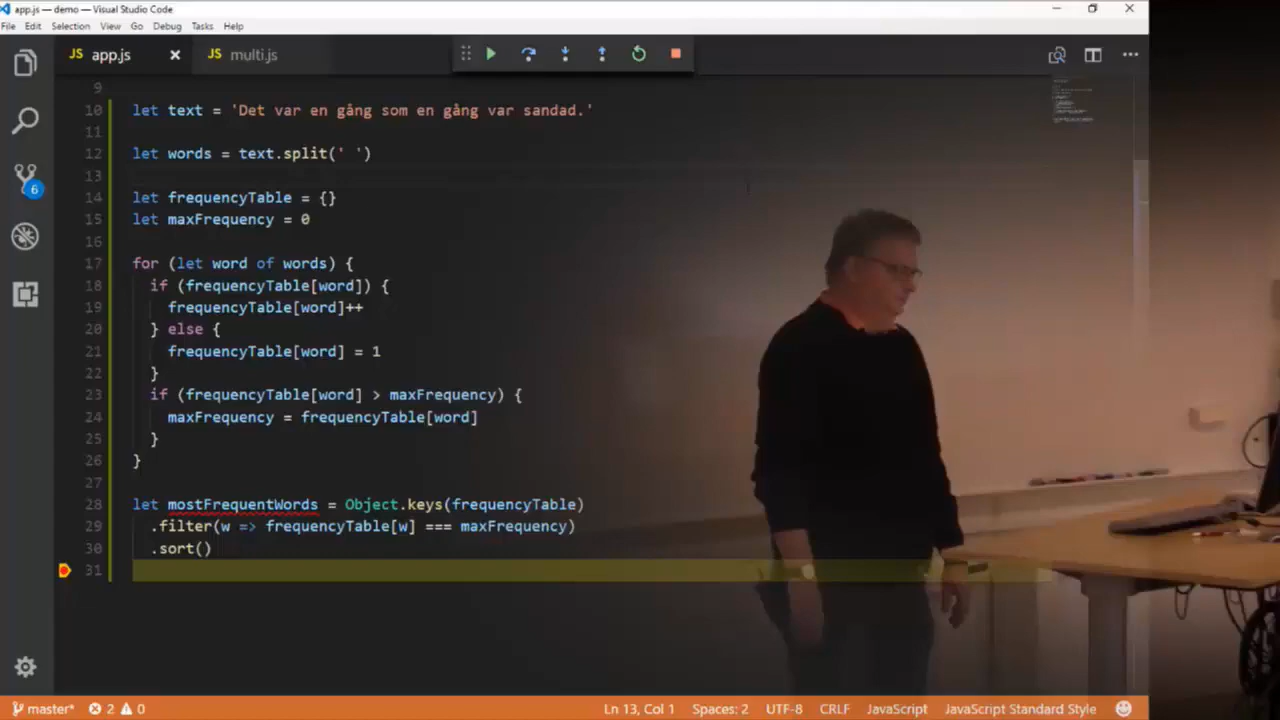 app.js — demo — Visual Studio Code
File Edit Selection View Go Debug Tasks Help
JS app.js JS multi.js
9
10 let text = 'Det var en gång som en gång var sandad.'
11
12 let words = text.split(' ')
13
14 let frequencyTable = {}
15 let maxFrequency = 0
16
17 for (let word of words) {
18 if (frequencyTable[word]) {
19 frequencyTable[word]++
20 } else {
21 frequencyTable[word] = 1
22 }
23 if (frequencyTable[word] > maxFrequency) {
24 maxFrequency = frequencyTable[word]
25 }
26 }
27
28 let mostFrequentWords = Object.keys(frequencyTable)
29 .filter(w => frequencyTable[w] === maxFrequency)
30 .sort()
31
6
master* 2 0 Ln 13, Col 1 Spaces: 2 UTF-8 CRLF JavaScript JavaScript Standard Style